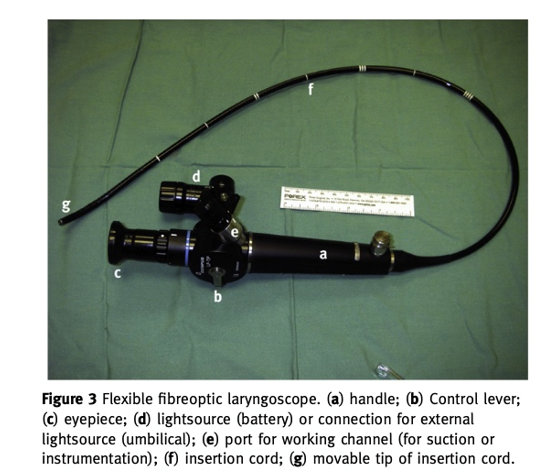 f
g
d
e
a
c
b
Figure 3 Flexible fibreoptic laryngoscope. (a) handle; (b) Control lever;
(c) eyepiece; (d) lightsource (battery) or connection for external
lightsource (umbilical); (e) port for working channel (for suction or
instrumentation); (f) insertion cord; (g) movable tip of insertion cord.